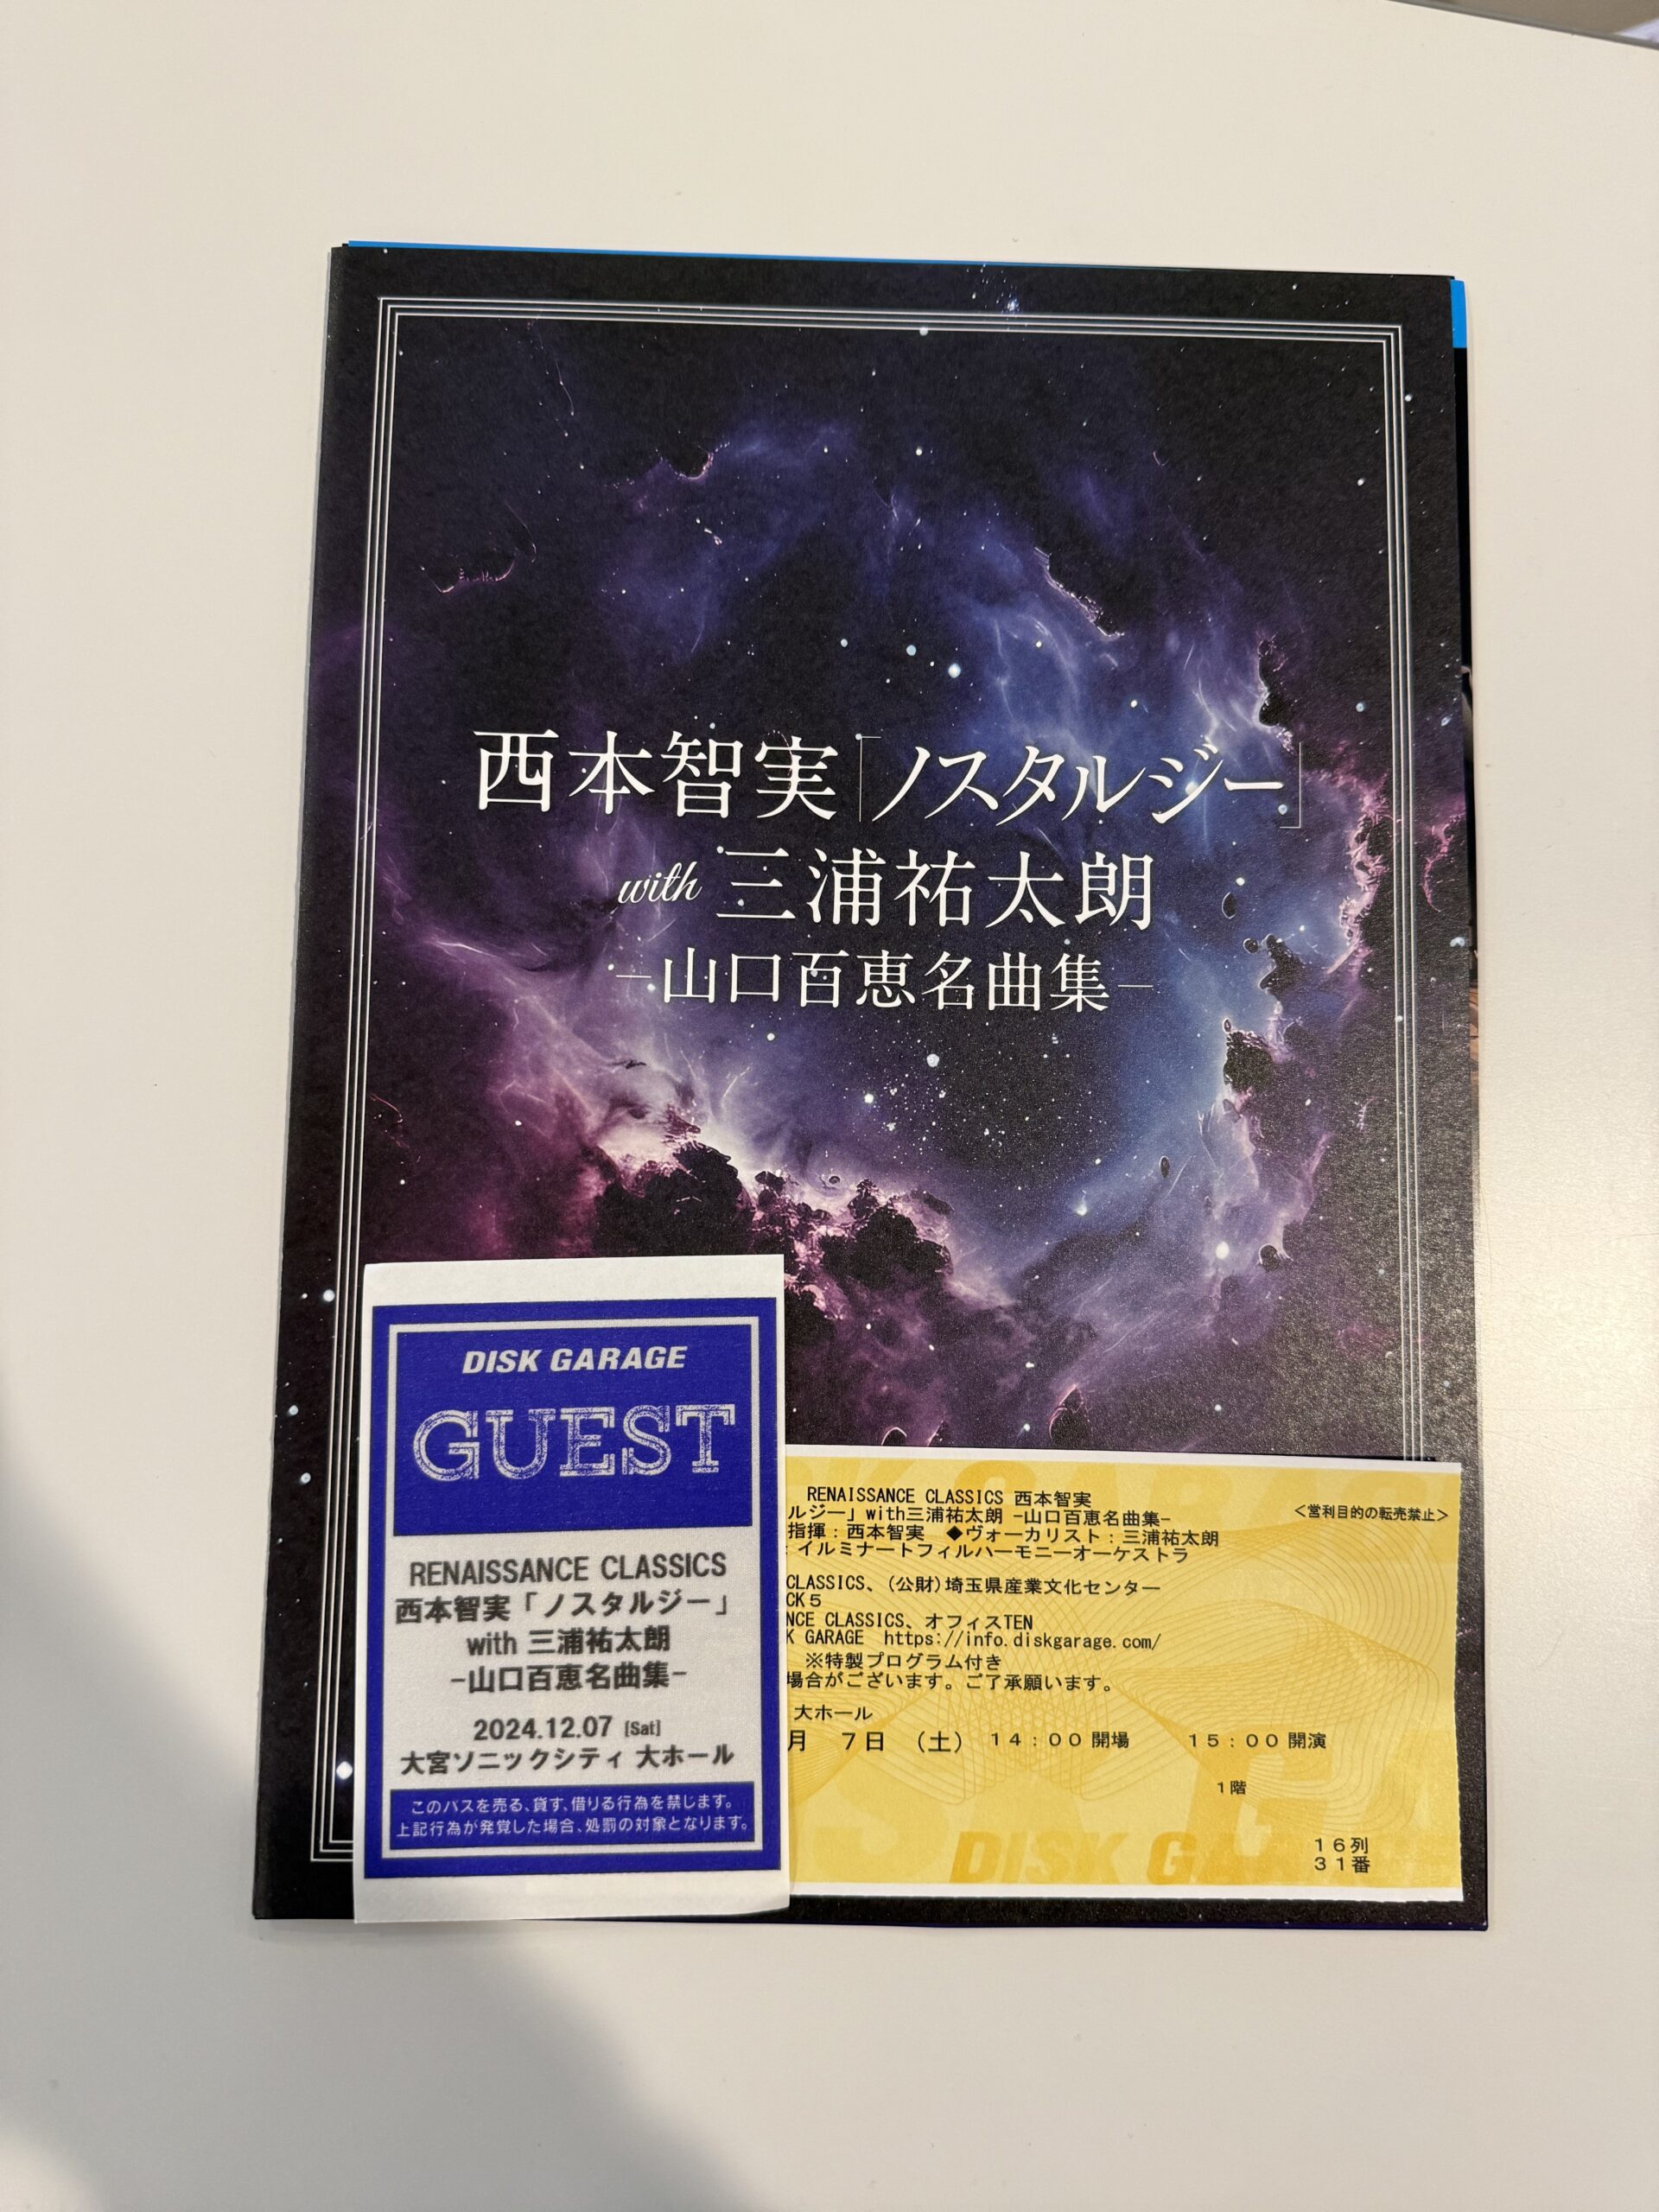 西本智実「ノスタルジー」
with 三浦祐太朗
–山口百恵名曲集–
DISK GARAGE
GUEST
RENAISSANCE CLASSICS
西本智実「ノスタルジー」
with 三浦祐太朗
-山口百恵名曲集-
2024.12.07 [Sat]
大宮ソニックシティ 大ホール
このパスを売る、貸す、借りる行為を禁じます。
上記行為が発覚した場合、処罰の対象となります。
RENAISSANCE CLASSICS 西本智実
ルジー」with三浦祐太朗 -山口百恵名曲集-
<営利目的の転売禁止>
指揮：西本智実 ◆ヴォーカリスト：三浦祐太朗
：イルミナートフィルハーモニーオーケストラ
CLASSICS、(公財)埼玉県産業文化センター
CK５
NCE CLASSICS、オフィスTEN
K GARAGE https://info.diskgarage.com/
※特製プログラム付き
場合がございます。ご了承願います。
大ホール
月 ７日 （土） １４：００ 開場 １５：００ 開演
１階
１６列
３１番
DISK GA